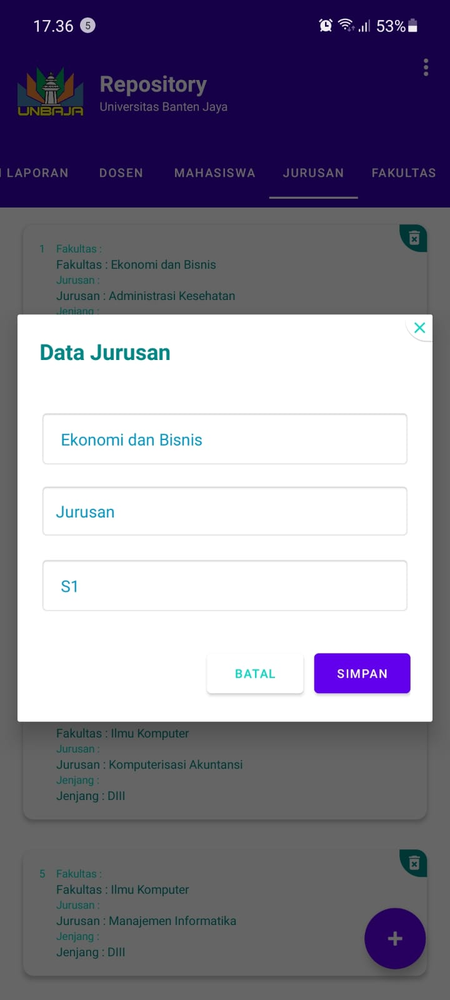 17.36 5 53%
Repository
UNBAJA
Universitas Banten Jaya
LAPORAN DOSEN MAHASISWA JURUSAN FAKULTAS
1 Fakultas :
Fakultas : Ekonomi dan Bisnis
Jurusan :
Jurusan : Administrasi Kesehatan
Jenjang :
Data Jurusan
Ekonomi dan Bisnis
Jurusan
S1
BATAL SIMPAN
Fakultas : Ilmu Komputer
Jurusan :
Jurusan : Komputerisasi Akuntansi
Jenjang :
Jenjang : DIII
5 Fakultas :
Fakultas : Ilmu Komputer
Jurusan :
Jurusan : Manajemen Informatika
Jenjang :
Jenjang : DIII